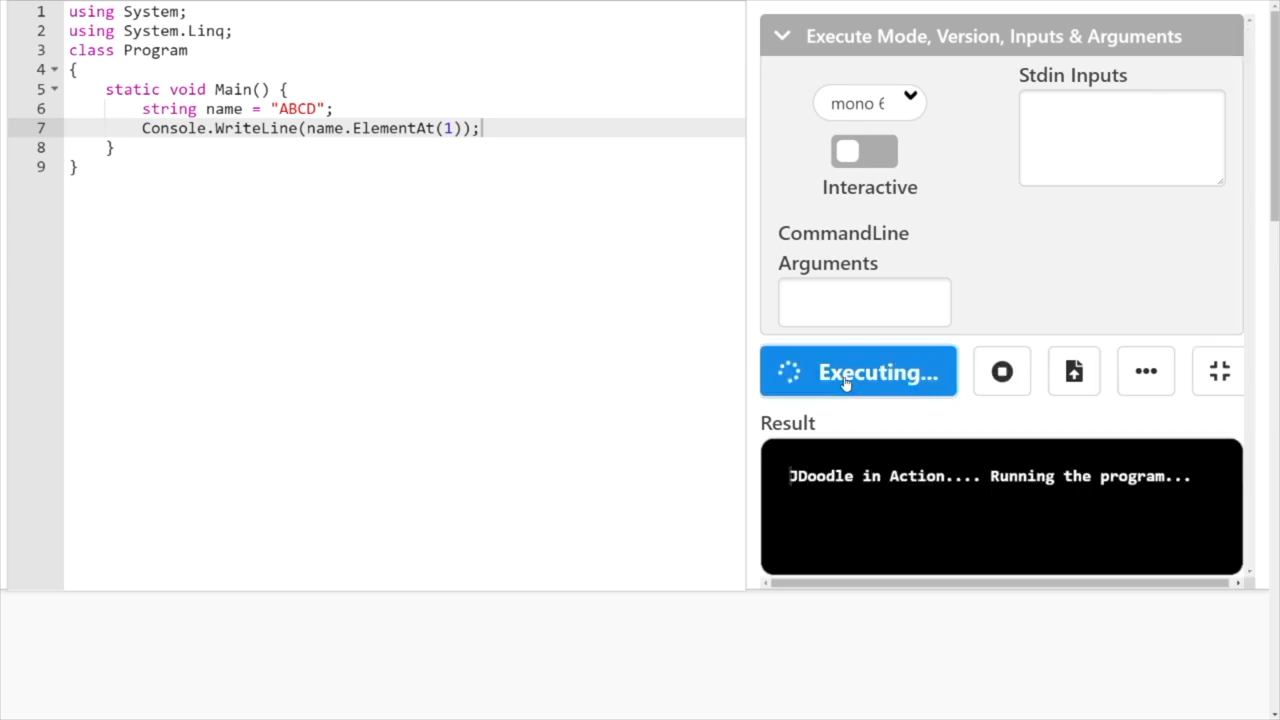 1 using System;
2 using System.Linq;
3 class Program
4 {
5 static void Main() {
6 string name = "ABCD";
7 Console.WriteLine(name.ElementAt(1));
8 }
9 }
Execute Mode, Version, Inputs & Arguments
mono 6
Interactive
Stdin Inputs
CommandLine
Arguments
Executing...
Result
JDoodle in Action.... Running the program...